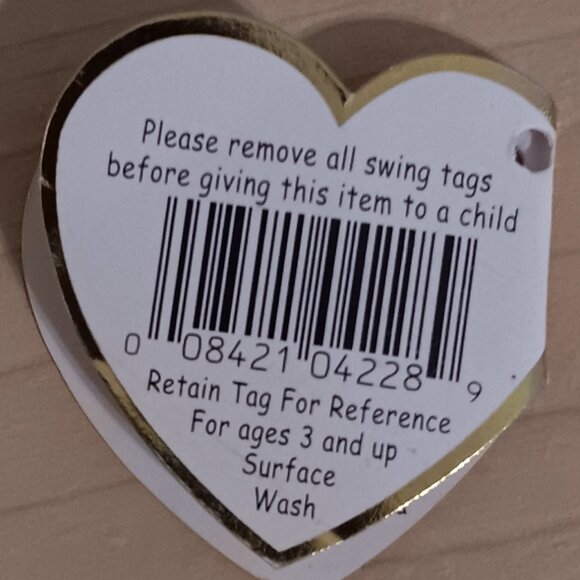 Please remove all swing tags
before giving this item to a child
0 08421 04228 9
Retain Tag For Reference
For ages 3 and up
Surface
Wash